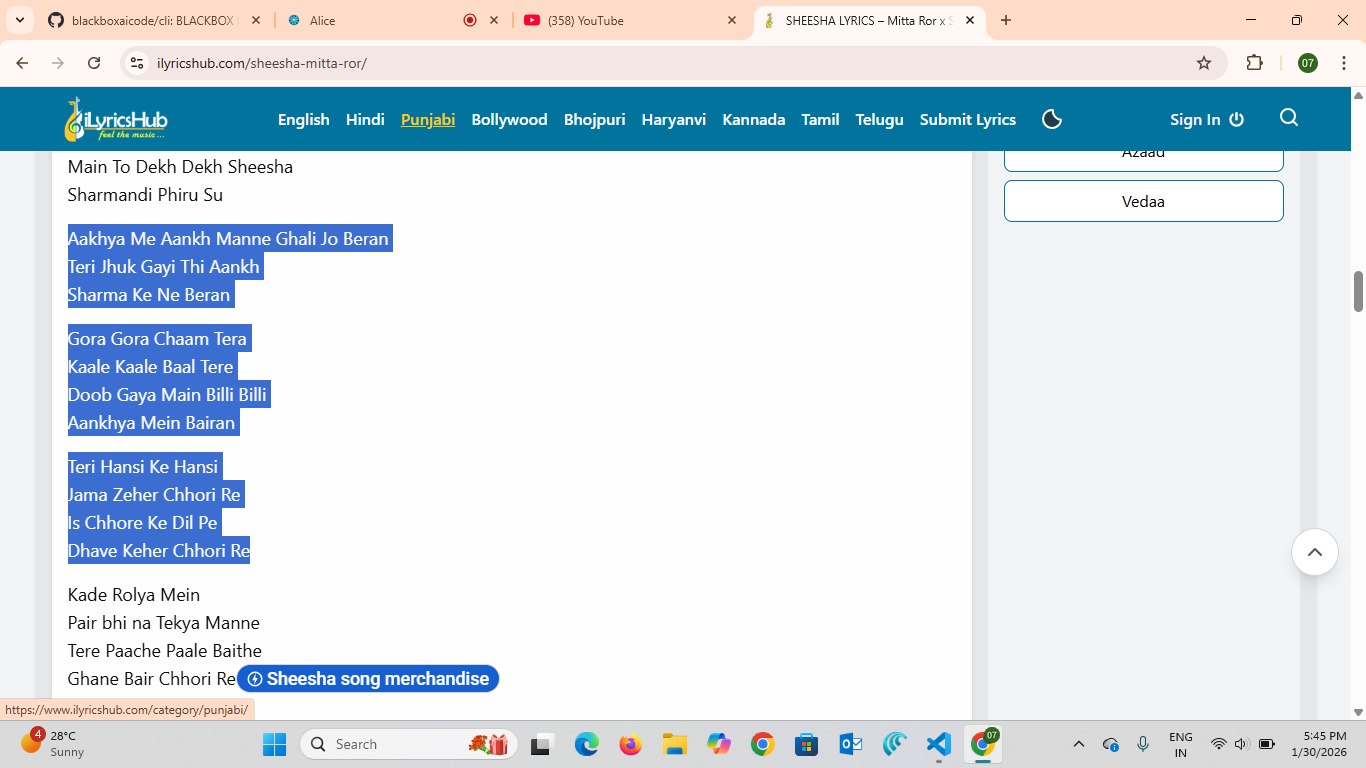 blackboxaicode/cli: BLACKBOX
Alice
(358) YouTube
SHEESHA LYRICS – Mitta Ror x S
ilyricshub.com/sheesha-mitta-ror/
07
iLyricsHub
feel the music ...
English
Hindi
Punjabi
Bollywood
Bhojpuri
Haryanvi
Kannada
Tamil
Telugu
Submit Lyrics
Sign In
Main To Dekh Dekh Sheesha
Sharmandi Phiru Su
Aakhya Me Aankh Manne Ghali Jo Beran
Teri Jhuk Gayi Thi Aankh
Sharma Ke Ne Beran
Gora Gora Chaam Tera
Kaale Kaale Baal Tere
Doob Gaya Main Billi Billi
Aankhya Mein Bairan
Teri Hansi Ke Hansi
Jama Zeher Chhori Re
Is Chhore Ke Dil Pe
Dhave Keher Chhori Re
Kade Rolya Mein
Pair bhi na Tekya Manne
Tere Paache Paale Baithe
Ghane Bair Chhori Re
Sheesha song merchandise
Azaad
Vedaa
https://www.ilyricshub.com/category/punjabi/
4
28°C
Sunny
Search
07
ENG
IN
5:45 PM
1/30/2026